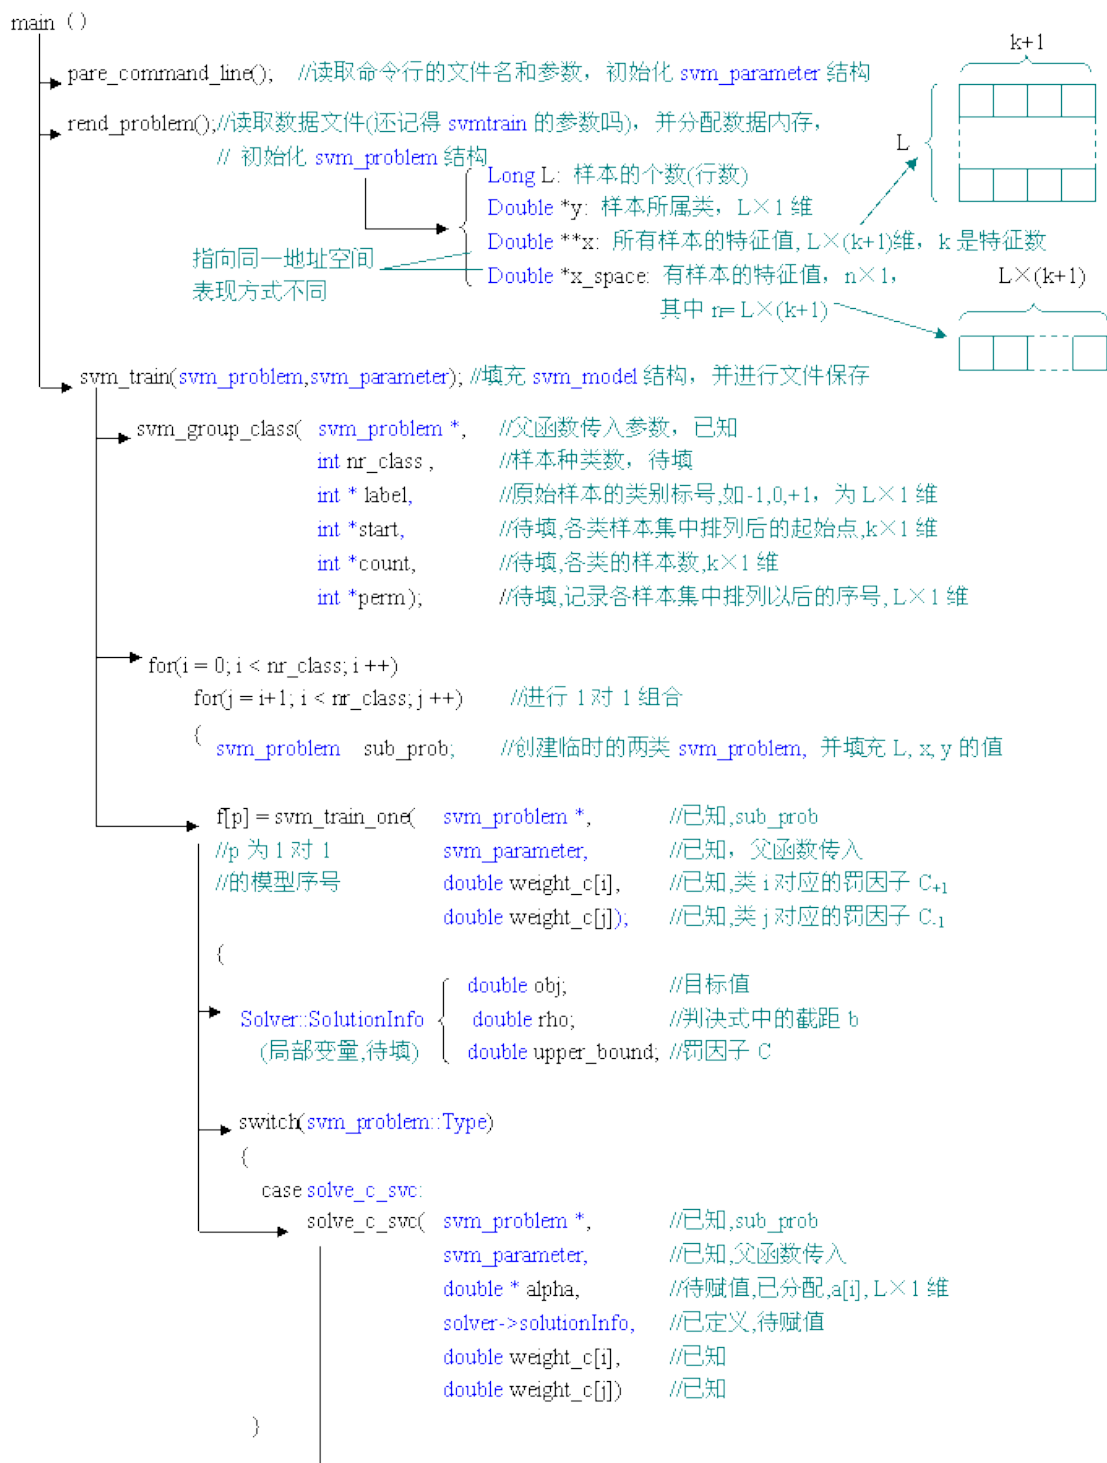 main ()
k+1
pare_command_line(); //读取命令行的文件名和参数，初始化 svm_parameter 结构
rend_problem();//读取数据文件(还记得 svmtrain 的参数吗)，并分配数据内存，
L
// 初始化 svm_problem 结构
Long L: 样本的个数(行数)
Double *y: 样本所属类，L×1 维
Double **x: 所有样本的特征值, L×(k+1)维，k 是特征数
指向同一地址空间
Double *x_space: 有样本的特征值，n×1，
L×(k+1)
表现方式不同
其中 n= L×(k+1)
svm_train(svm_problem,svm_parameter); //填充 svm_model 结构，并进行文件保存
svm_group_class( svm_problem *, //父函数传入参数，已知
int nr_class , //样本种类数，待填
int * label, //原始样本的类别标号,如-1,0,+1，为 L×1 维
int *start, //待填,各类样本集中排列后的起始点,k×1 维
int *count, //待填,各类的样本数,k×1 维
int *perm ); //待填,记录各样本集中排列以后的序号, L×1 维
for(i = 0; i < nr_class; i ++)
for(j = i+1; i < nr_class; j ++) //进行 1 对 1 组合
{
svm_problem sub_prob; //创建临时的两类 svm_problem, 并填充 L, x, y 的值
f[p] = svm_train_one( svm_problem *, //已知,sub_prob
//p 为 1 对 1 svm_parameter, //已知，父函数传入
//的模型序号 double weight_c[i], //已知,类 i 对应的罚因子 C+1
double weight_c[j]); //已知,类 j 对应的罚因子 C-1
{
double obj; //目标值
Solver::SolutionInfo double rho; //判决式中的截距 b
(局部变量,待填) double upper_bound; //罚因子 C
switch(svm_problem::Type)
{
case solve_c_svc:
solve_c_svc( svm_problem *, //已知,sub_prob
svm_parameter, //已知,父函数传入
double * alpha, //待赋值,已分配,a[i], L×1 维
solver->solutionInfo, //已定义,待赋值
double weight_c[i], //已知
double weight_c[j]) //已知
}